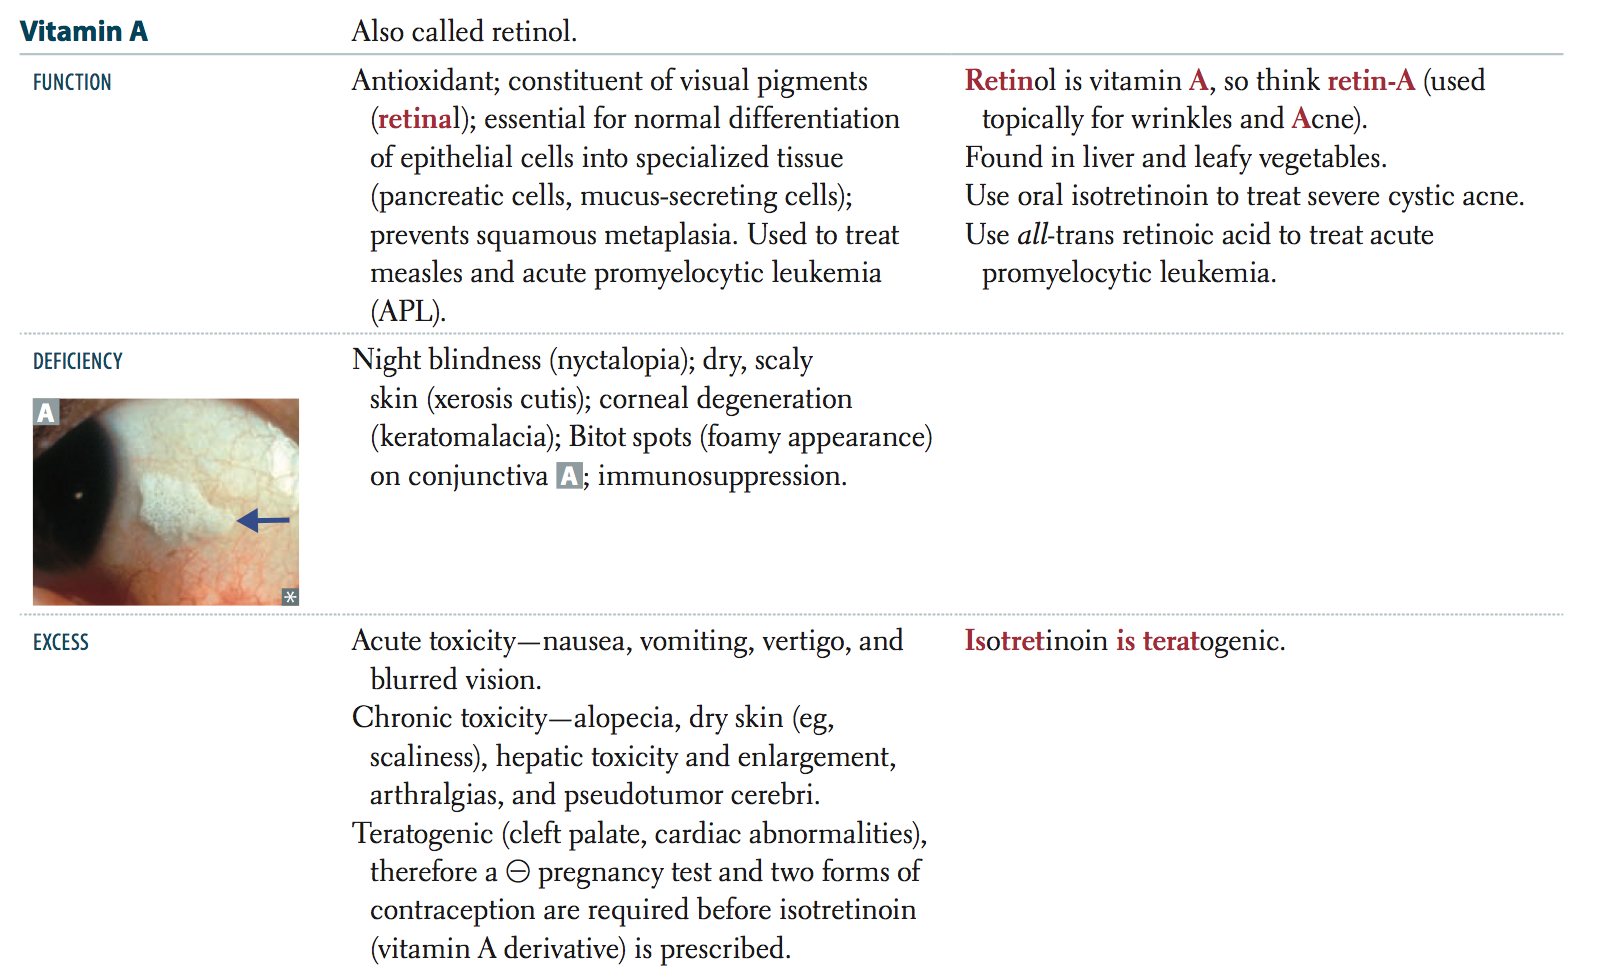 Vitamin A
Also called retinol.
FUNCTION
Antioxidant; constituent of visual pigments
(retinal); essential for normal differentiation
of epithelial cells into specialized tissue
(pancreatic cells, mucus-secreting cells);
prevents squamous metaplasia. Used to treat
measles and acute promyelocytic leukemia
(APL).
Retinol is vitamin A, so think retin-A (used
topically for wrinkles and Acne).
Found in liver and leafy vegetables.
Use oral isotretinoin to treat severe cystic acne.
Use all-trans retinoic acid to treat acute
promyelocytic leukemia.
DEFICIENCY
A
Night blindness (nyctalopia); dry, scaly
skin (xerosis cutis); corneal degeneration
(keratomalacia); Bitot spots (foamy appearance)
on conjunctiva A; immunosuppression.
EXCESS
Acute toxicity—nausea, vomiting, vertigo, and
blurred vision.
Chronic toxicity—alopecia, dry skin (eg,
scaliness), hepatic toxicity and enlargement,
arthralgias, and pseudotumor cerebri.
Teratogenic (cleft palate, cardiac abnormalities),
therefore a ⊖ pregnancy test and two forms of
contraception are required before isotretinoin
(vitamin A derivative) is prescribed.
Isotretinoin is teratogenic.